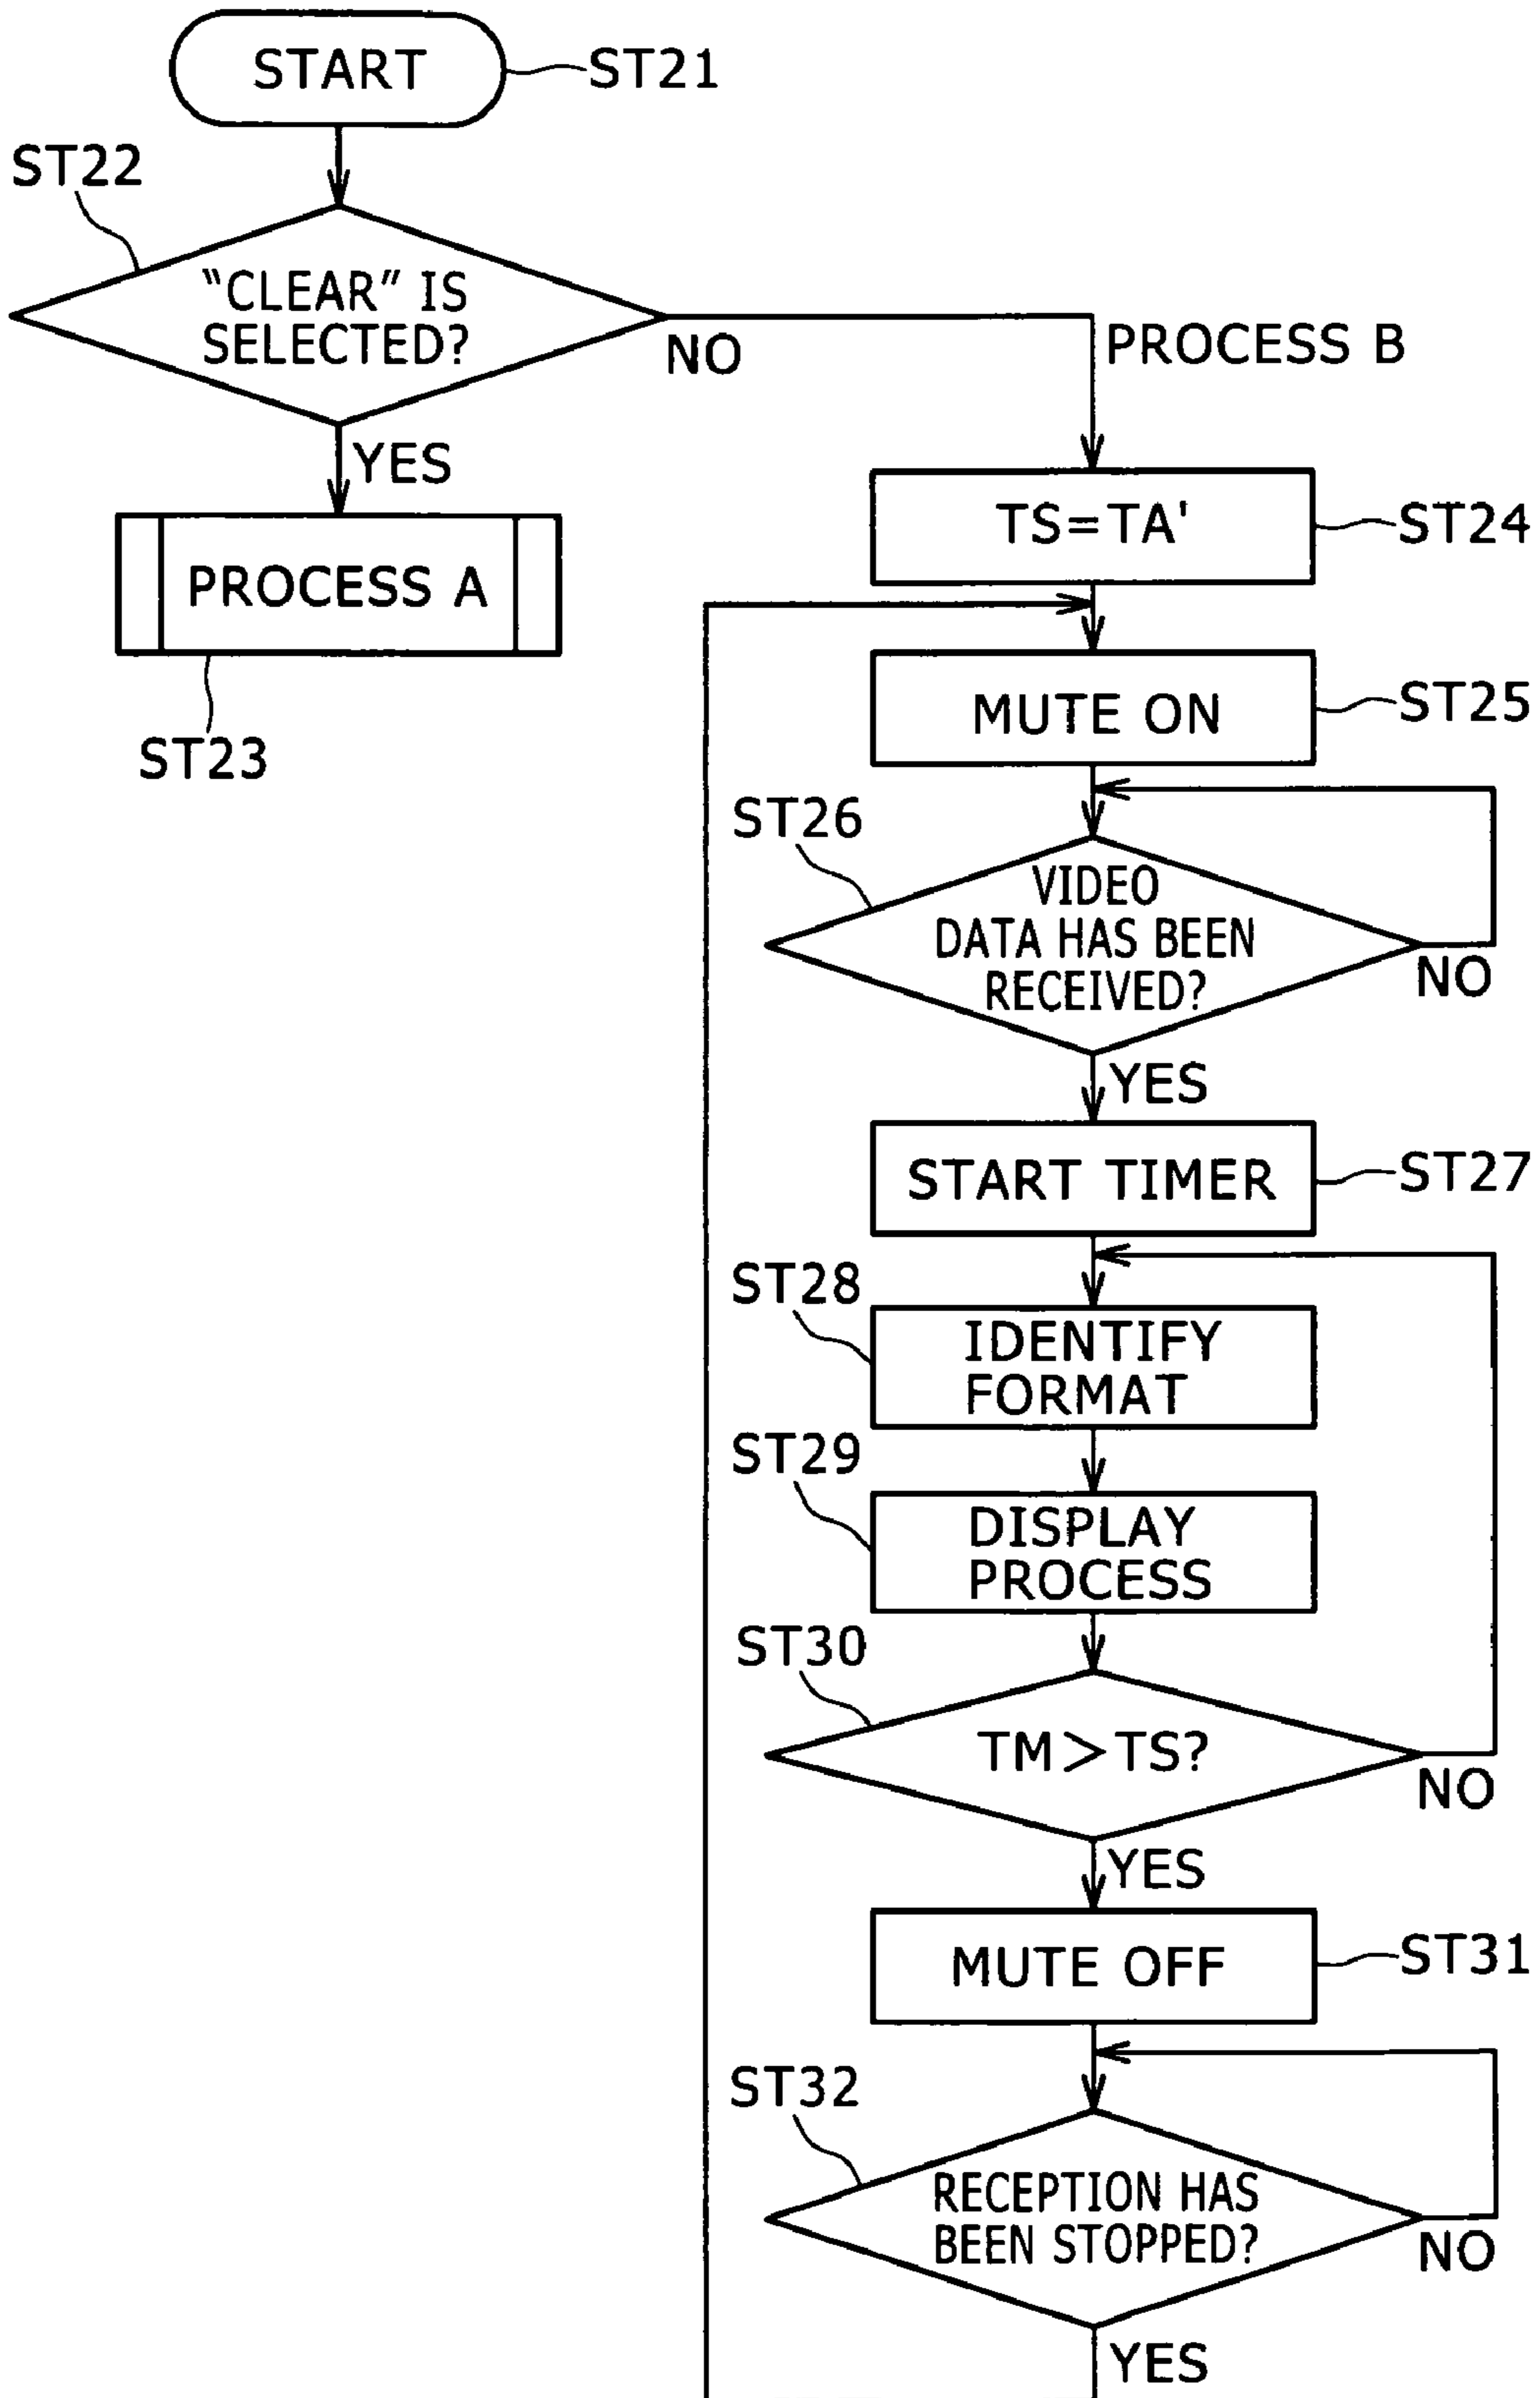 START
ST21
ST22
“CLEAR” IS
SELECTED?
NO
PROCESS B
YES
PROCESS A
ST23
TS=TA'
ST24
MUTE ON
ST25
ST26
VIDEO
DATA HAS BEEN
RECEIVED?
NO
YES
START TIMER
ST27
ST28
IDENTIFY
FORMAT
ST29
DISPLAY
PROCESS
ST30
TM>TS?
NO
YES
MUTE OFF
ST31
ST32
RECEPTION HAS
BEEN STOPPED?
NO
YES